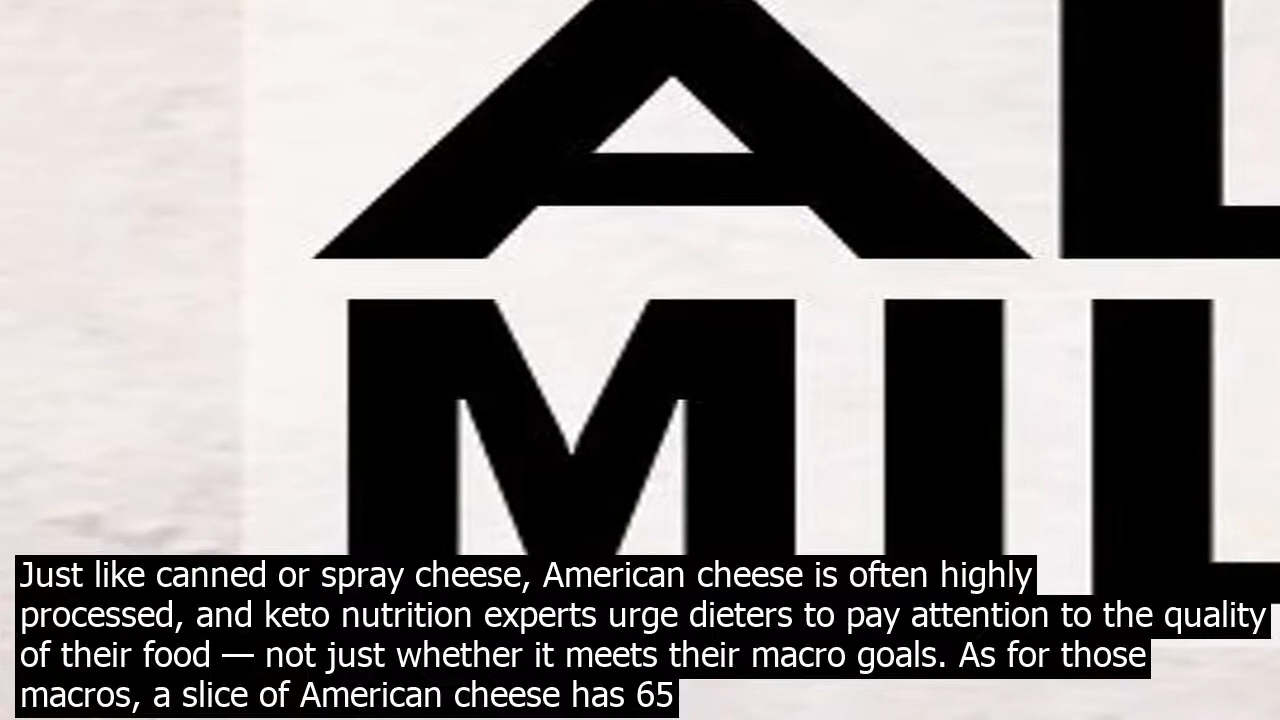 AL
MIL
Just like canned or spray cheese, American cheese is often highly
processed, and keto nutrition experts urge dieters to pay attention to the quality
of their food — not just whether it meets their macro goals. As for those
macros, a slice of American cheese has 65